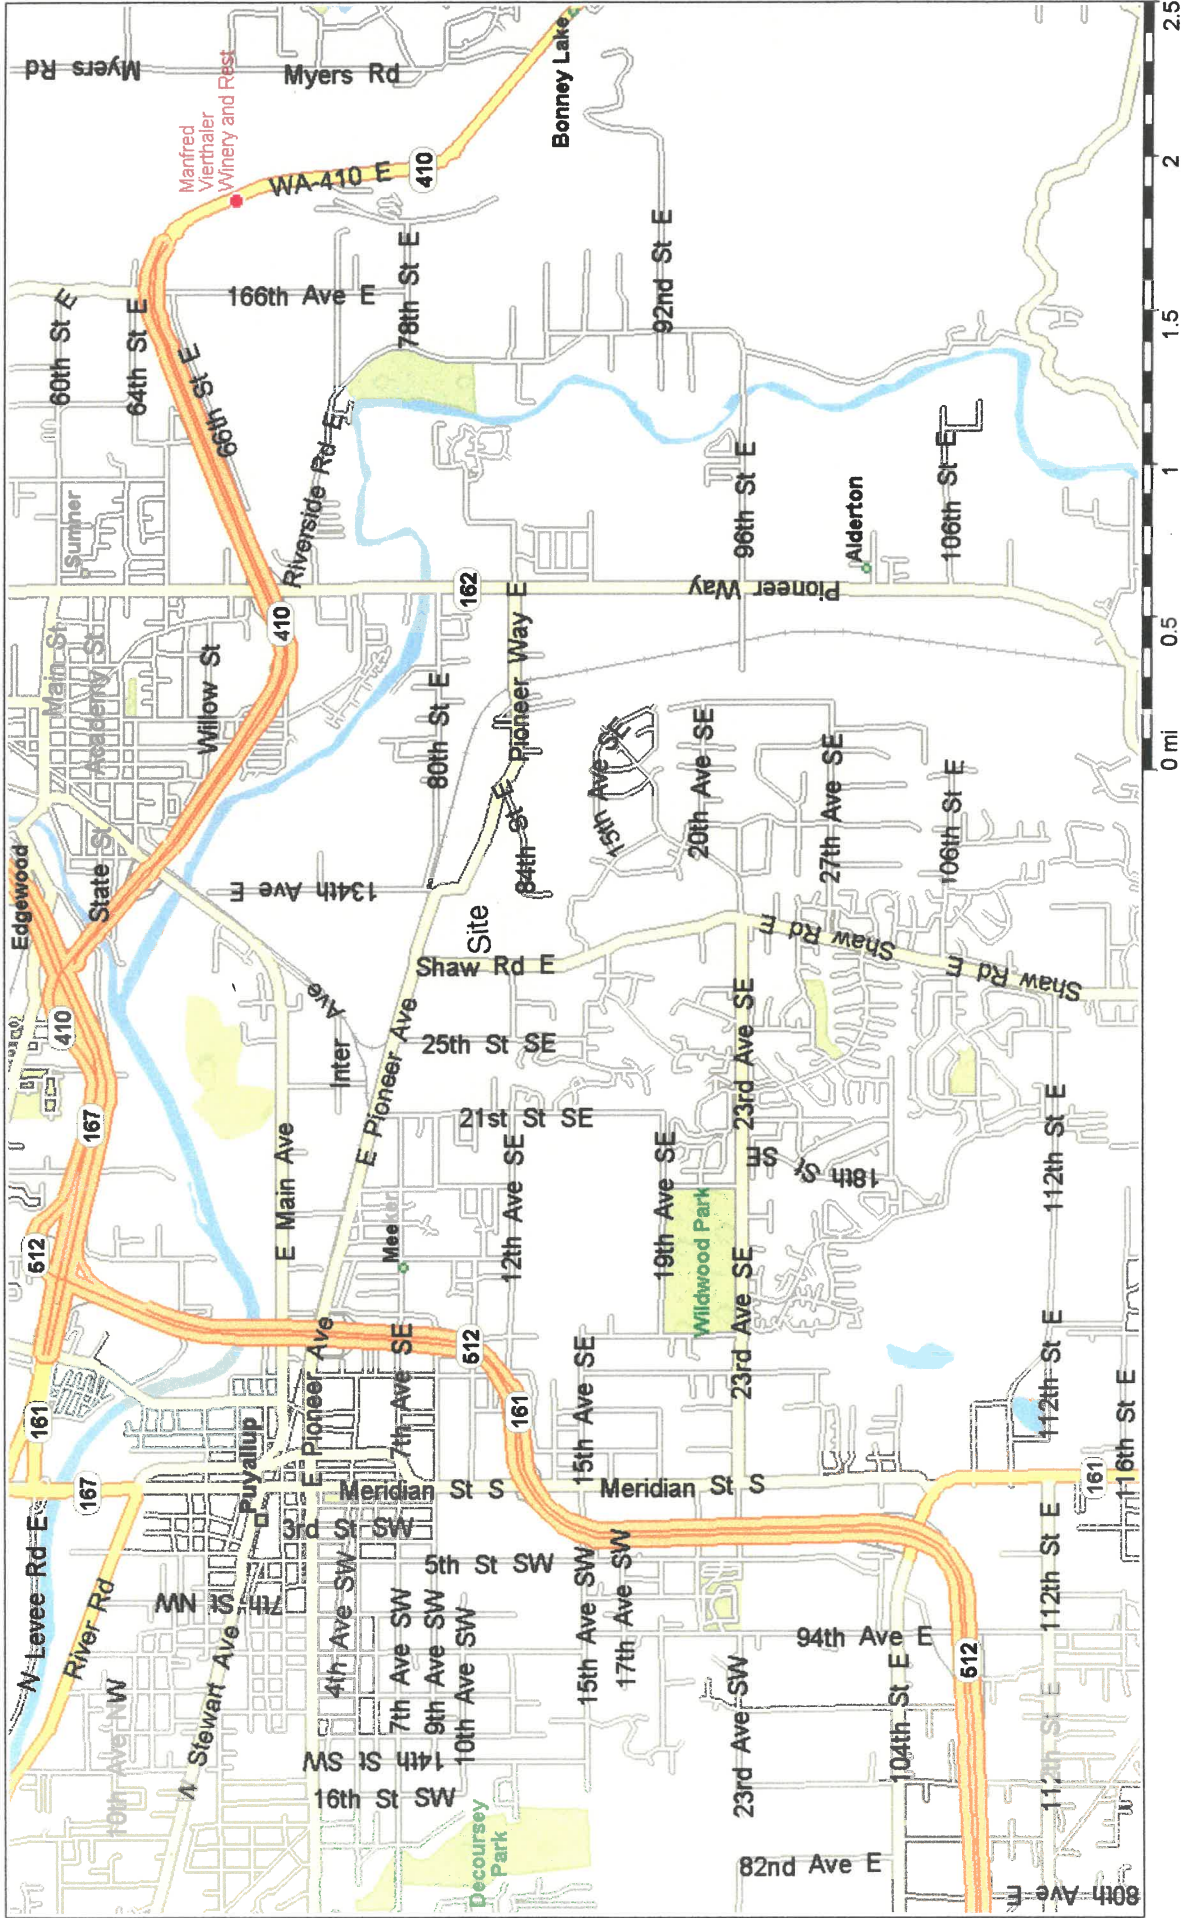 Myers Rd
Myers Rd
Manfred
Vierthaler
Winery and Rest
WA-410 E
410
Bonney Lake
60th St E
64th St E
66th St E
166th Ave E
78th St E
92nd St E
Sumner
Riverside Rd E
96th St E
Alderton
106th St E
Main St
Academy St
Willow St
410
162
Pioneer Way E
Pioneer Way
80th St E
84th St E
15th Ave SE
20th Ave SE
27th Ave SE
106th St E
Edgewood
State St
134th Ave E
Site
Shaw Rd E
Shaw Rd E
Shaw Rd E
410
167
Inter Ave
E Pioneer Ave
25th St SE
21st St SE
23rd Ave SE
18th St SE
112th St E
512
E Main Ave
Meeker
12th Ave SE
19th Ave SE
Wildwood Park
23rd Ave SE
161
167
Puyallup
E Pioneer Ave
7th Ave SE
512
161
15th Ave SE
112th St E
116th St E
161
Meridian St S
Meridian St S
3rd St SW
N Levee Rd E
River Rd
7th St NW
5th St SW
4th Ave SW
7th Ave SW
9th Ave SW
10th Ave SW
15th Ave SW
17th Ave SW
94th Ave E
512
112th St E
10th Ave NW
W Stewart Ave
14th St SW
16th St SW
23rd Ave SW
104th St E
112th St E
Decoursey
Park
82nd Ave E
80th Ave E
0 mi
0.5
1
1.5
2
2.5